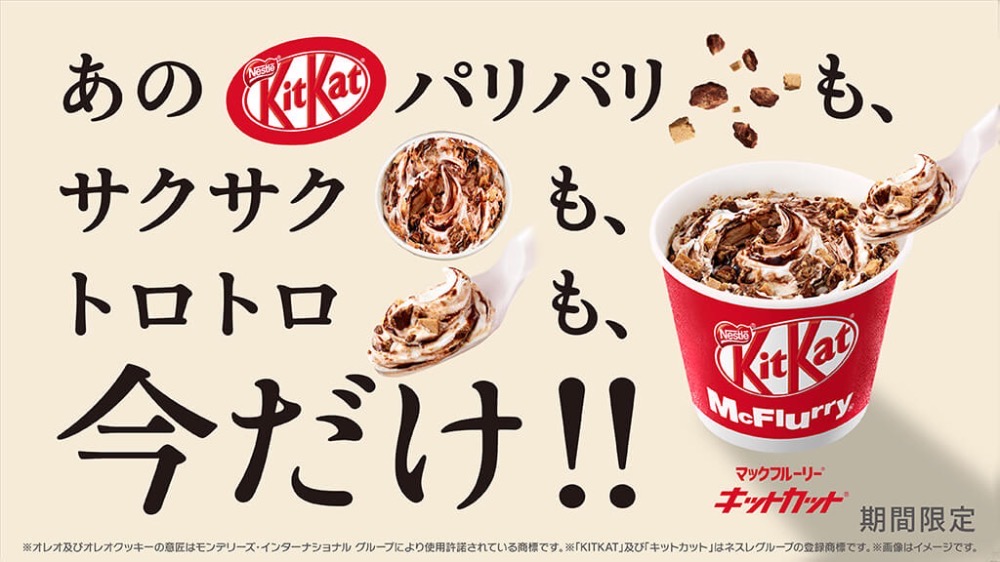 あの Nestlé KitKat パリパリ も、
サクサク も、
トロトロ も、
今だけ!!
Nestlé
KitKat
McFlurry®
マックフルーリー®
キットカット®
期間限定
※オレオ及びオレオクッキーの意匠はモンデリーズ・インターナショナル グループにより使用許諾されている商標です。※「KITKAT」及び「キットカット」はネスレグループの登録商標です。※画像はイメージです。